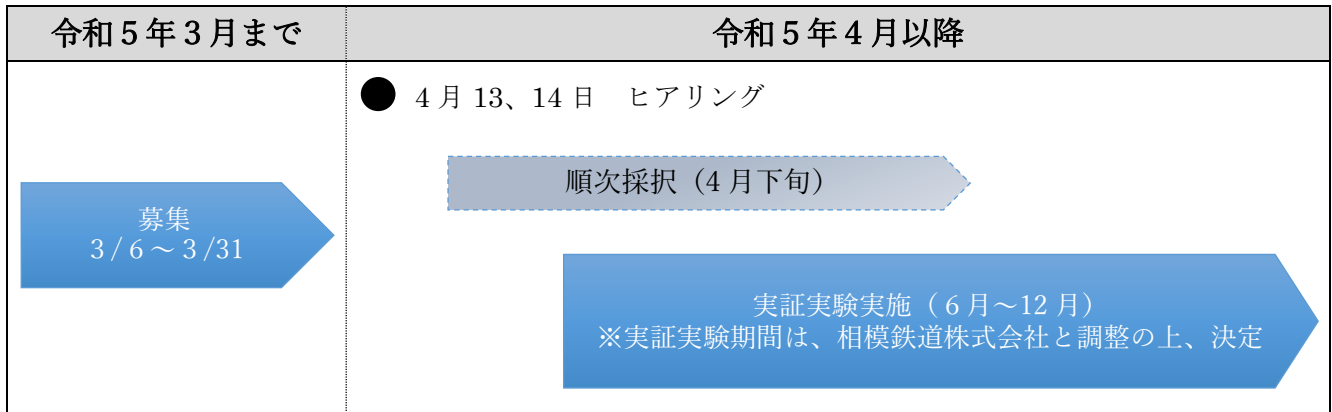 令和５年３月まで
令和５年４月以降
● 4 月 13、14 日　ヒアリング
順次採択（4 月下旬）
募集
3 / 6 ～ 3 /31
実証実験実施（ 6 月～12 月）
※実証実験期間は、相模鉄道株式会社と調整の上、決定